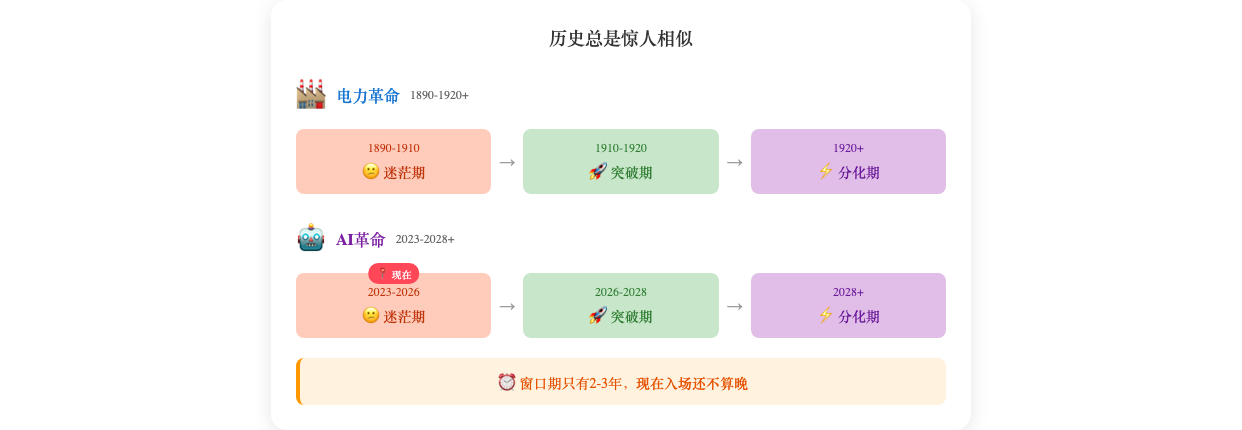 历史总是惊人相似
电力革命 1890-1920+
1890-1910
迷茫期
→
1910-1920
突破期
→
1920+
分化期
AI革命 2023-2028+
现在
2023-2026
迷茫期
→
2026-2028
突破期
→
2028+
分化期
窗口期只有2-3年，现在入场还不算晚